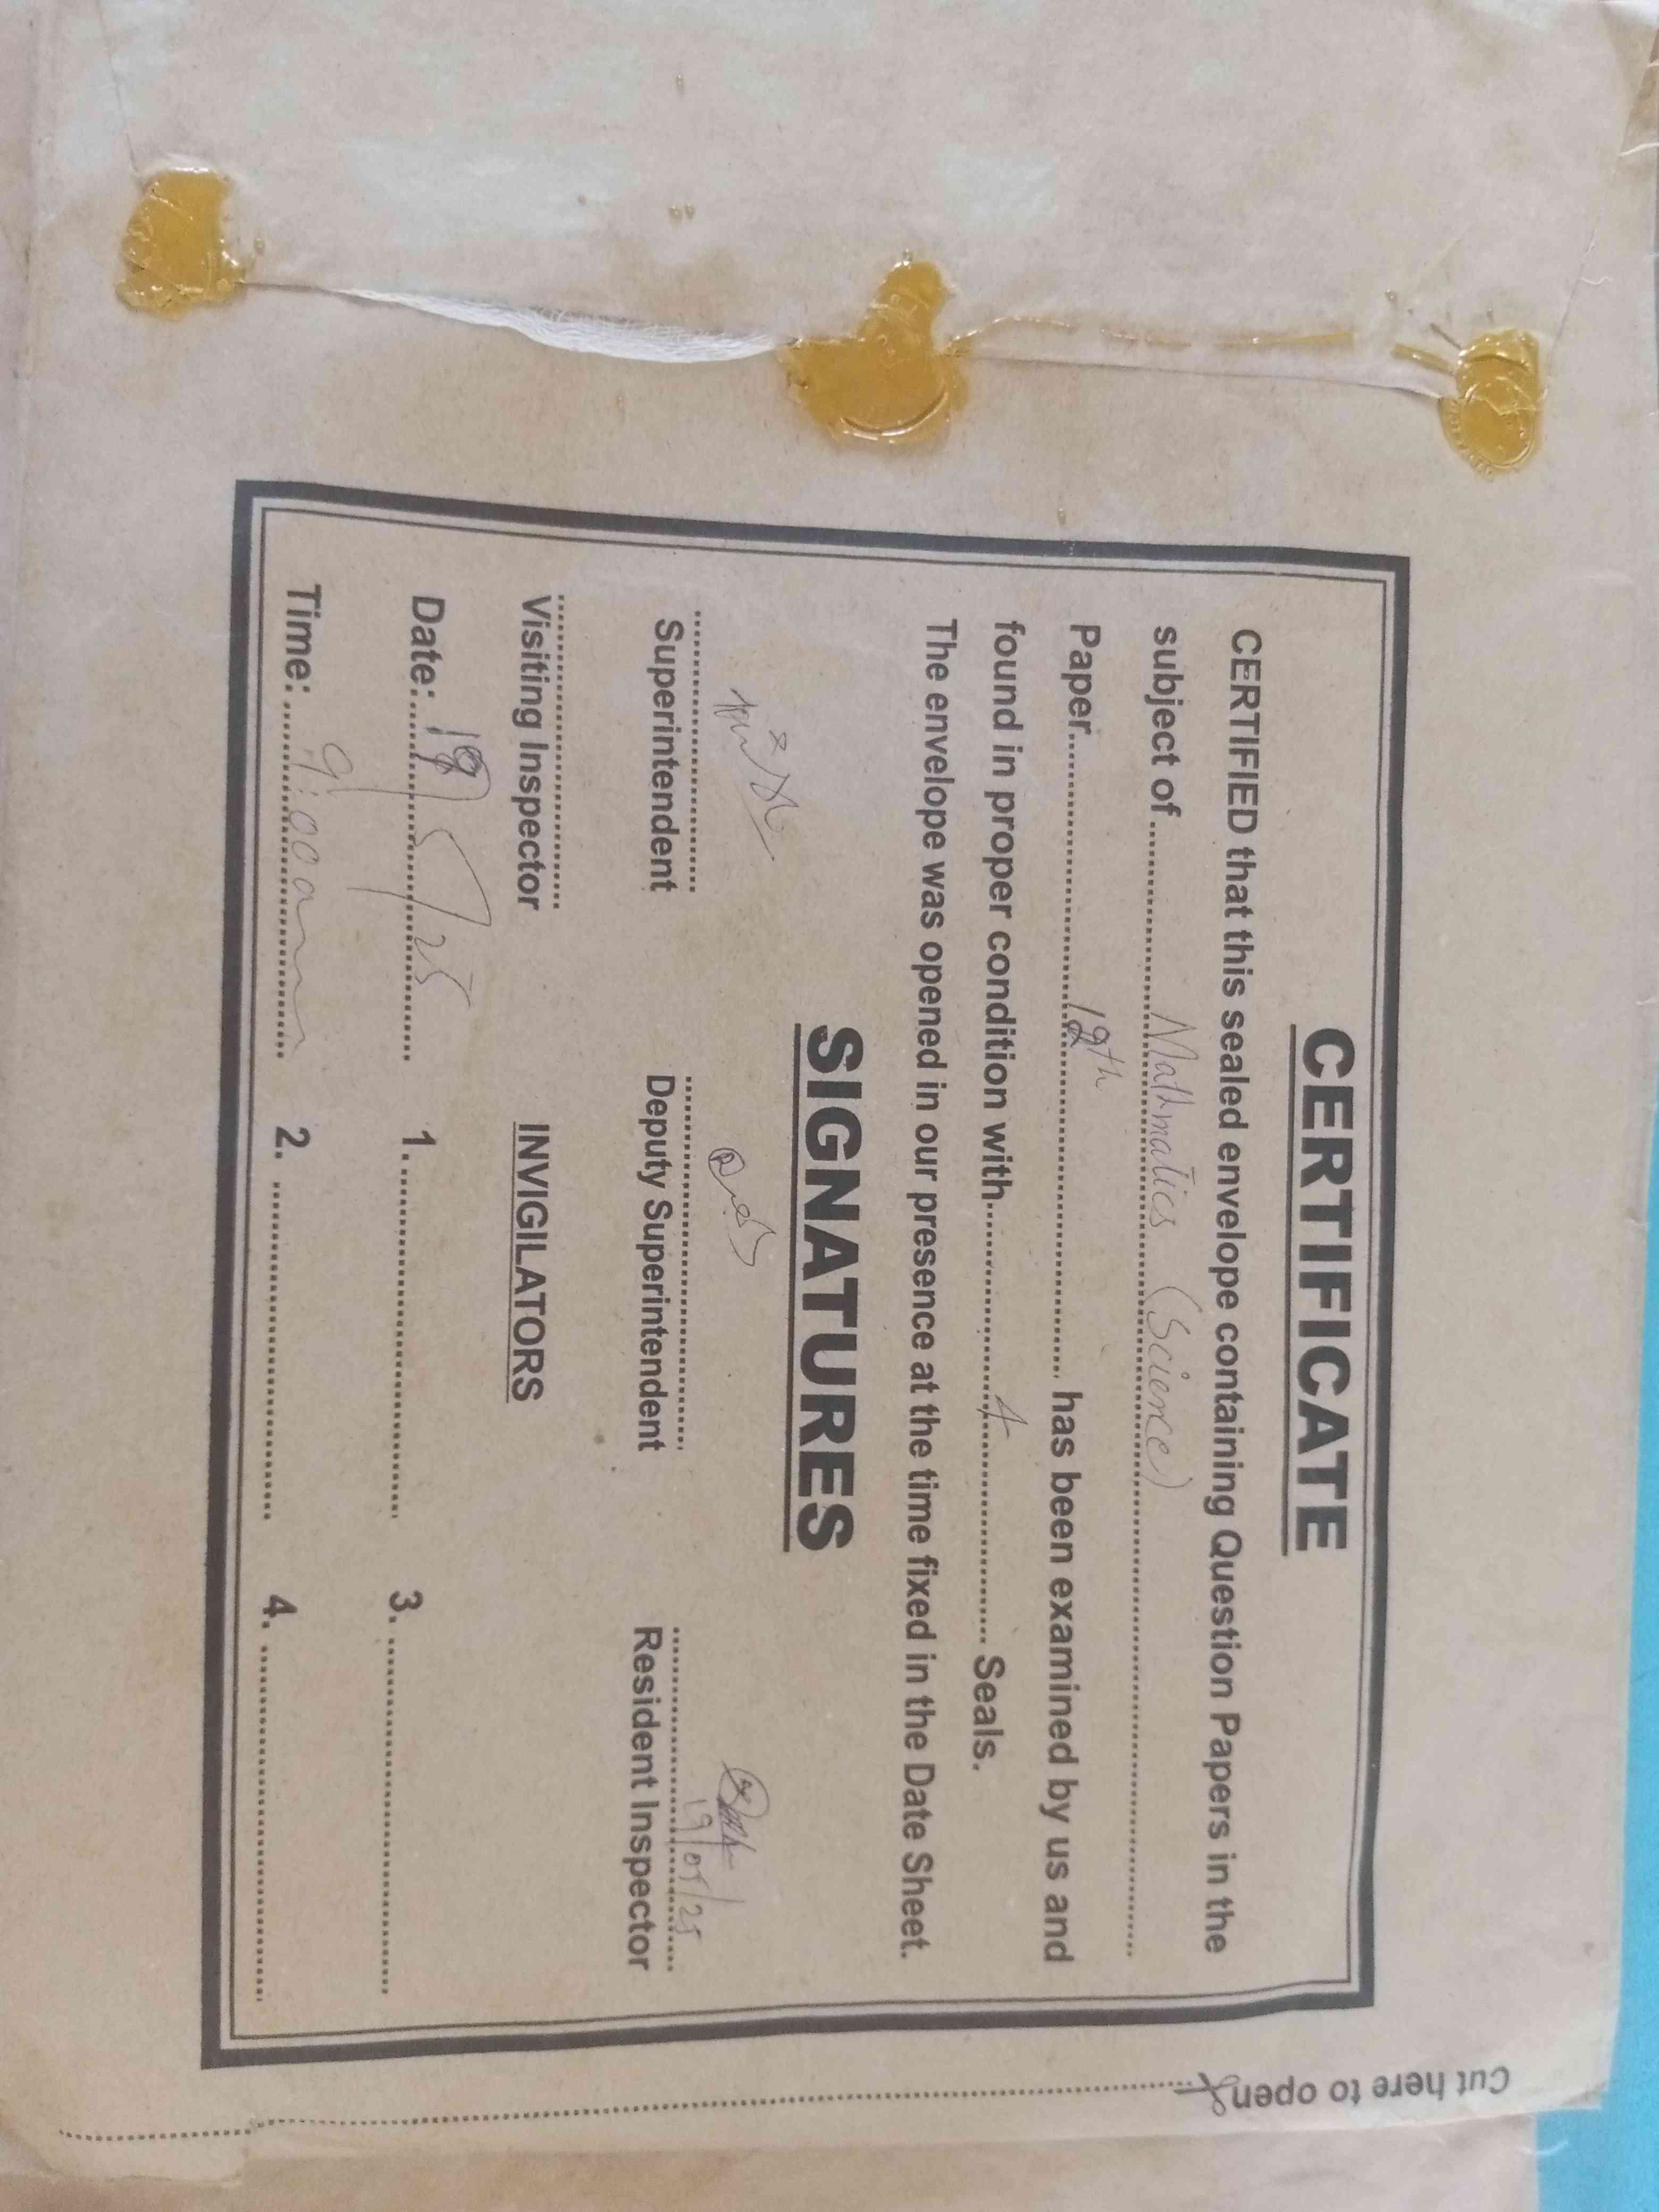 CERTIFICATE
CERTIFIED that this sealed envelope containing Question Papers in the
subject of Mathmatics (Science)
Paper 12th has been examined by us and
found in proper condition with 4 Seals.
The envelope was opened in our presence at the time fixed in the Date Sheet.
SIGNATURES
19/05/25
Superintendent Deputy Superintendent Resident Inspector
Visiting Inspector INVIGILATORS
Date: 19/5/25 1. 3.
Time: 9:00am 2. 4.
Cut here to open